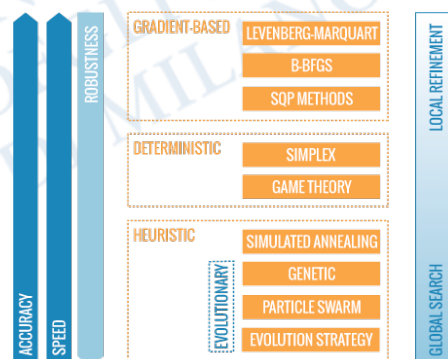 GRADIENT-BASED
LEVENBERG-MARQUART
B-BFGS
SQP METHODS
DETERMINISTIC
SIMPLEX
GAME THEORY
HEURISTIC
SIMULATED ANNEALING
EVOLUTIONARY
GENETIC
PARTICLE SWARM
EVOLUTION STRATEGY
ACCURACY
SPEED
ROBUSTNESS
LOCAL REFINEMENT
GLOBAL SEARCH
MILANO